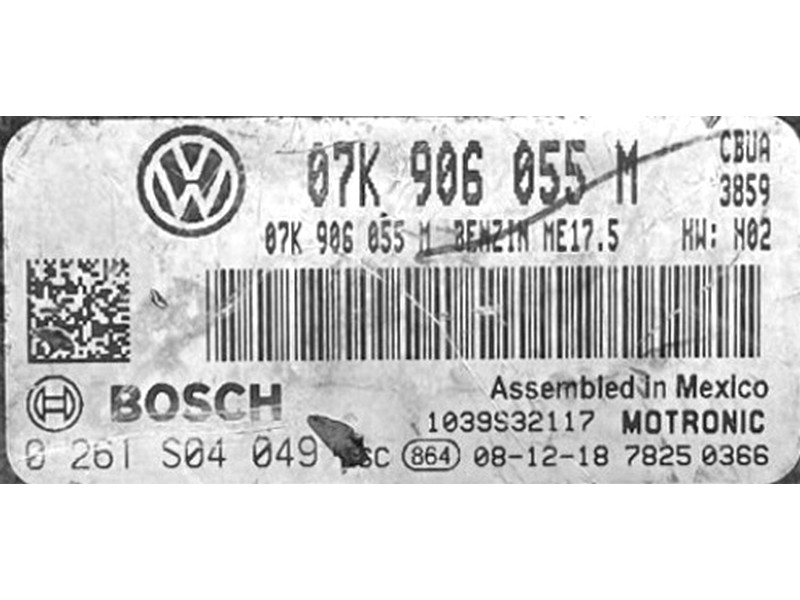 07K 906 055 M CBUA
3859
07K 906 055 M BENZIN ME17.5 HW: H02
BOSCH Assembled in Mexico
1039S32117 MOTRONIC
0 261 S04 049 864 08-12-18 7825 0366